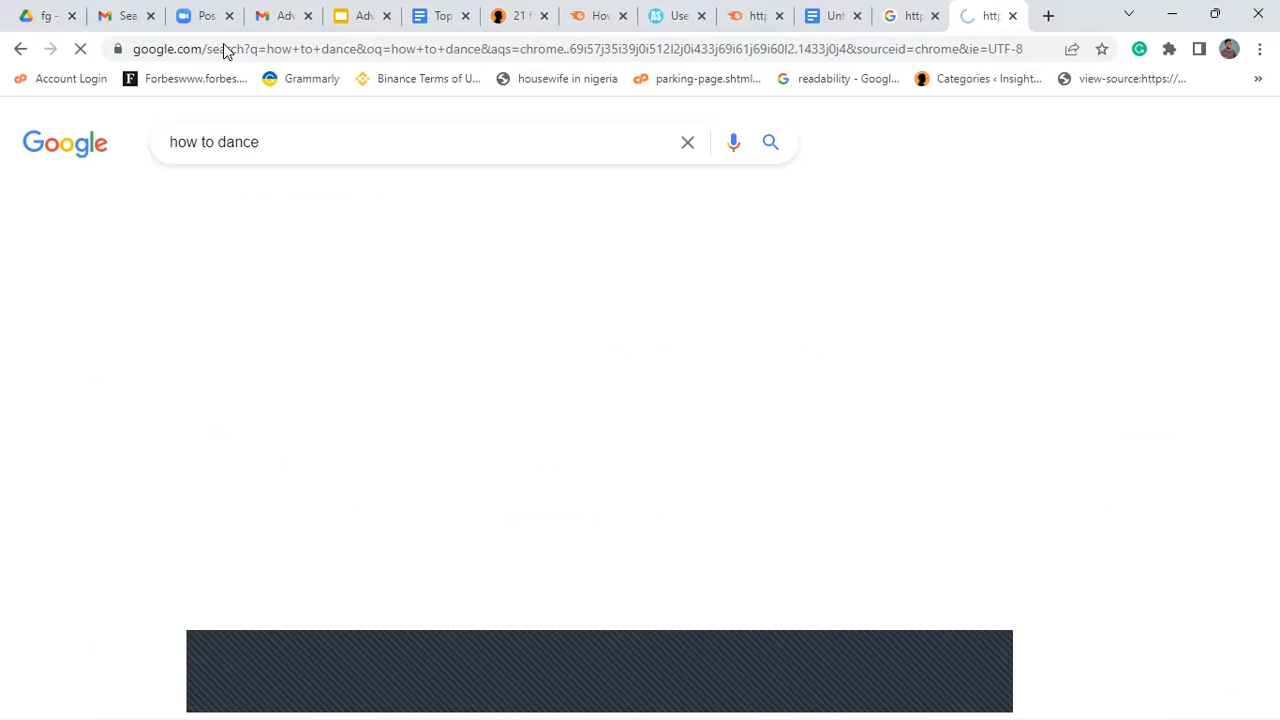 fg - Sea Pos Adv Adv Top 21 f How Use http Unt http http
google.com/search?q=how+to+dance&oq=how+to+dance&aqs=chrome..69i57j35i39j0i512l2j0i433j69i61j69i60l2.1433j0j4&sourceid=chrome&ie=UTF-8
Account Login Forbeswww.forbes.... Grammarly Binance Terms of U... housewife in nigeria parking-page.shtml... readability - Googl... Categories ‹ Insight... view-source:https://... »
Google how to dance